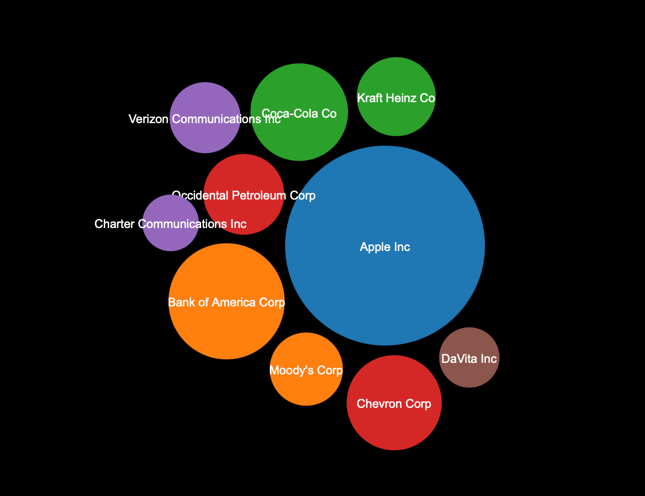 Kraft Heinz Co
Coca-Cola Co
Verizon Communications Inc
Occidental Petroleum Corp
Charter Communications Inc
Apple Inc
Bank of America Corp
DaVita Inc
Moody's Corp
Chevron Corp